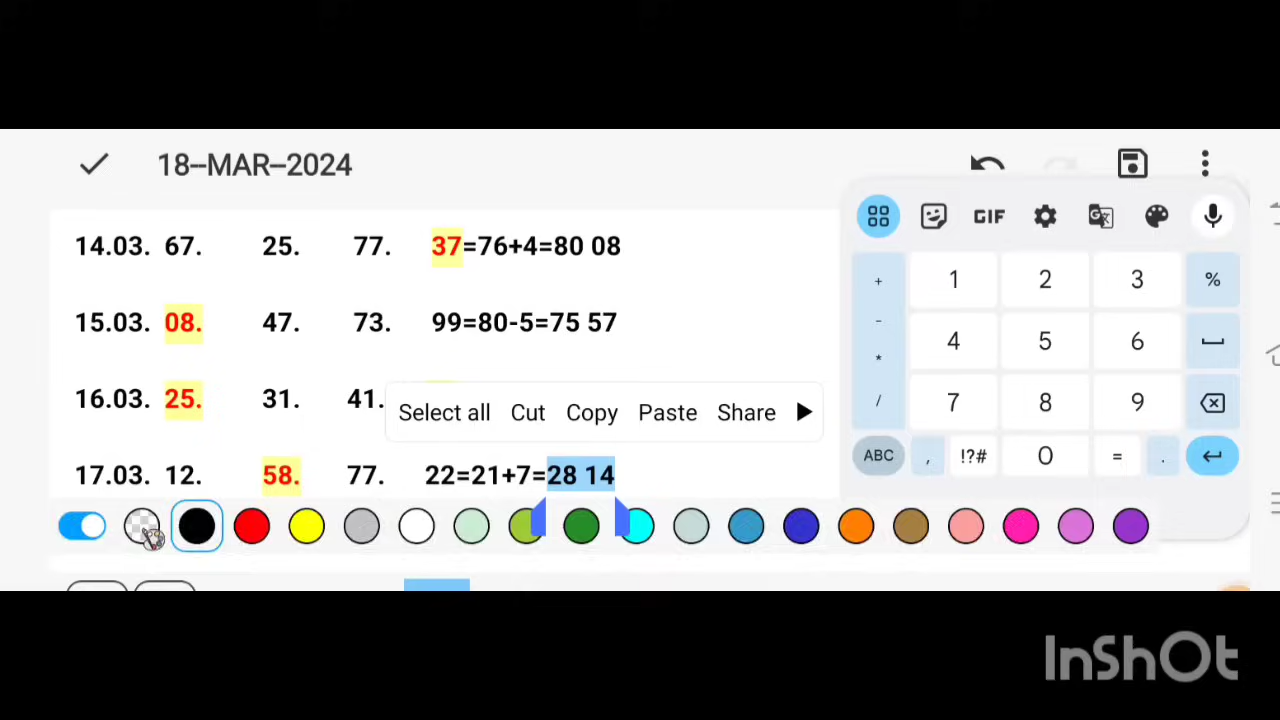 18--MAR--2024
14.03. 67. 25. 77. 37=76+4=80 08
15.03. 08. 47. 73. 99=80-5=75 57
16.03. 25. 31. 41.
Select all Cut Copy Paste Share
17.03. 12. 58. 77. 22=21+7=28 14
GIF
+ 1 2 3 %
- 4 5 6
*
/ 7 8 9
ABC , !?# 0 = .
InShOt